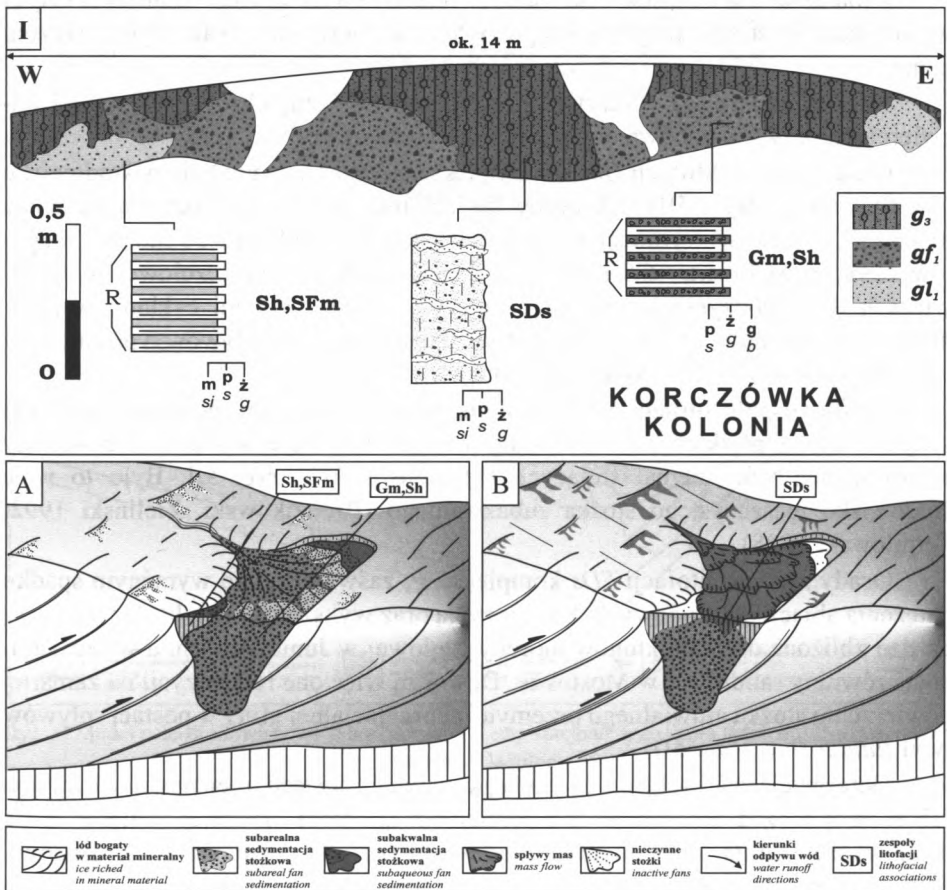 I
ok. 14 m
W
E
0,5
m
0
R
Sh,SFm
m p ż
si s g
SDs
m p ż
si s g
R
Gm,Sh
p ż g
s g b
g3
gf1
gl1
KORCZÓWKA
KOLONIA
A
Sh,SFm
Gm,Sh
B
SDs
lód bogaty
w materiał mineralny
ice riched
in mineral material
subarealna
sedymentacja
stożkowa
subareal fan
sedimentation
subakwalna
sedymentacja
stożkowa
subaqueous fan
sedimentation
spływy mas
mass flow
nieczynne
stożki
inactive fans
kierunki
odpływu wód
water runoff
directions
SDs
zespoły
litofacji
lithofacial
associations